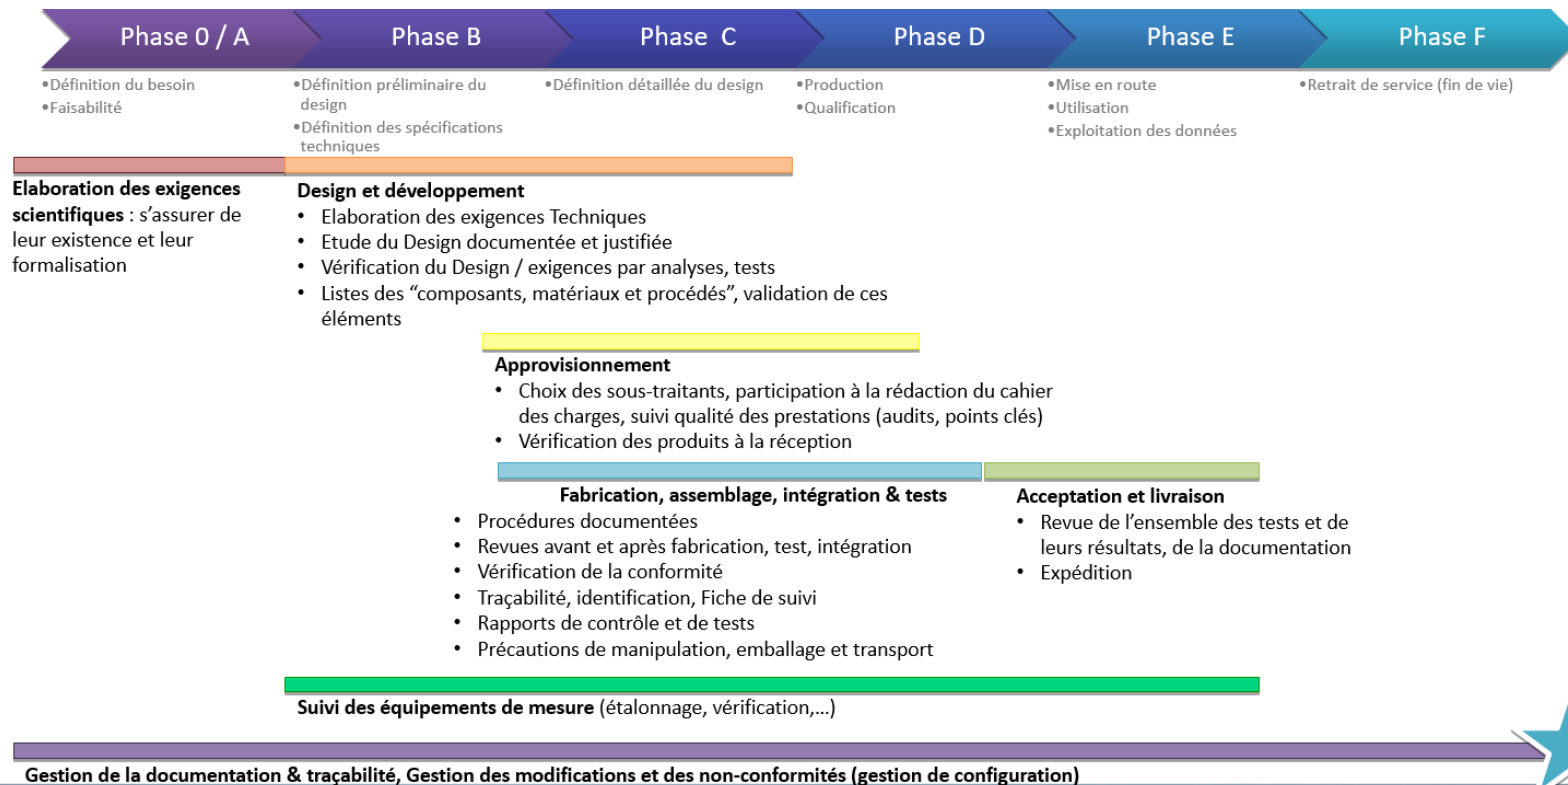 Phase 0 / A
Phase B
Phase C
Phase D
Phase E
Phase F
•Définition du besoin
•Faisabilité
•Définition préliminaire du
design
•Définition des spécifications
techniques
•Définition détaillée du design
•Production
•Qualification
•Mise en route
•Utilisation
•Exploitation des données
•Retrait de service (fin de vie)
Elaboration des exigences
scientifiques : s’assurer de
leur existence et leur
formalisation
Design et développement
• Elaboration des exigences Techniques
• Etude du Design documentée et justifiée
• Vérification du Design / exigences par analyses, tests
• Listes des “composants, matériaux et procédés”, validation de ces
éléments
Approvisionnement
• Choix des sous-traitants, participation à la rédaction du cahier
des charges, suivi qualité des prestations (audits, points clés)
• Vérification des produits à la réception
Fabrication, assemblage, intégration & tests
• Procédures documentées
• Revues avant et après fabrication, test, intégration
• Vérification de la conformité
• Traçabilité, identification, Fiche de suivi
• Rapports de contrôle et de tests
• Précautions de manipulation, emballage et transport
Acceptation et livraison
• Revue de l’ensemble des tests et de
leurs résultats, de la documentation
• Expédition
Suivi des équipements de mesure (étalonnage, vérification,…)
Gestion de la documentation & traçabilité, Gestion des modifications et des non-conformités (gestion de configuration)